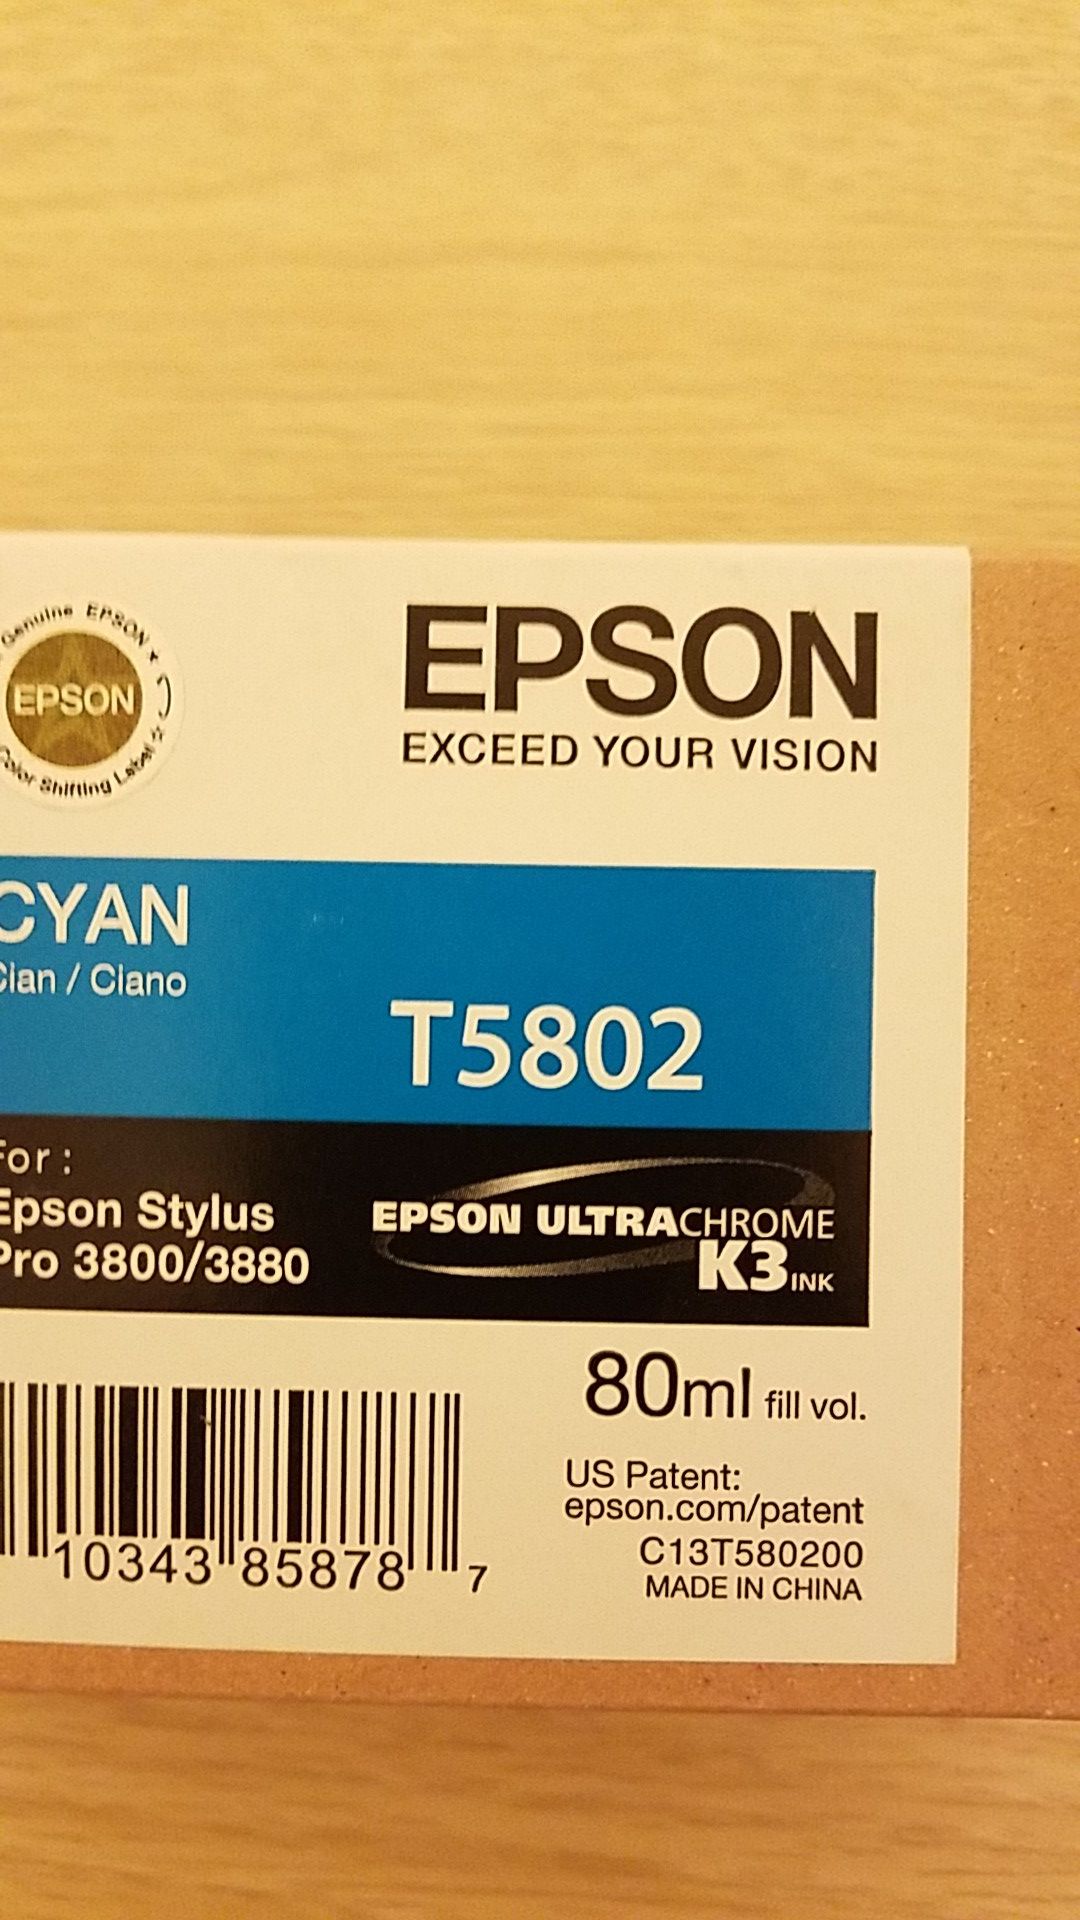 Genuine EPSON
EPSON
Color Shifting Label
EPSON
EXCEED YOUR VISION
CYAN
Cian / Ciano
T5802
For :
Epson Stylus
Pro 3800/3880
EPSON ULTRACHROME
K3 INK
80ml fill vol.
US Patent:
epson.com/patent
C13T580200
MADE IN CHINA
10343 85878 7